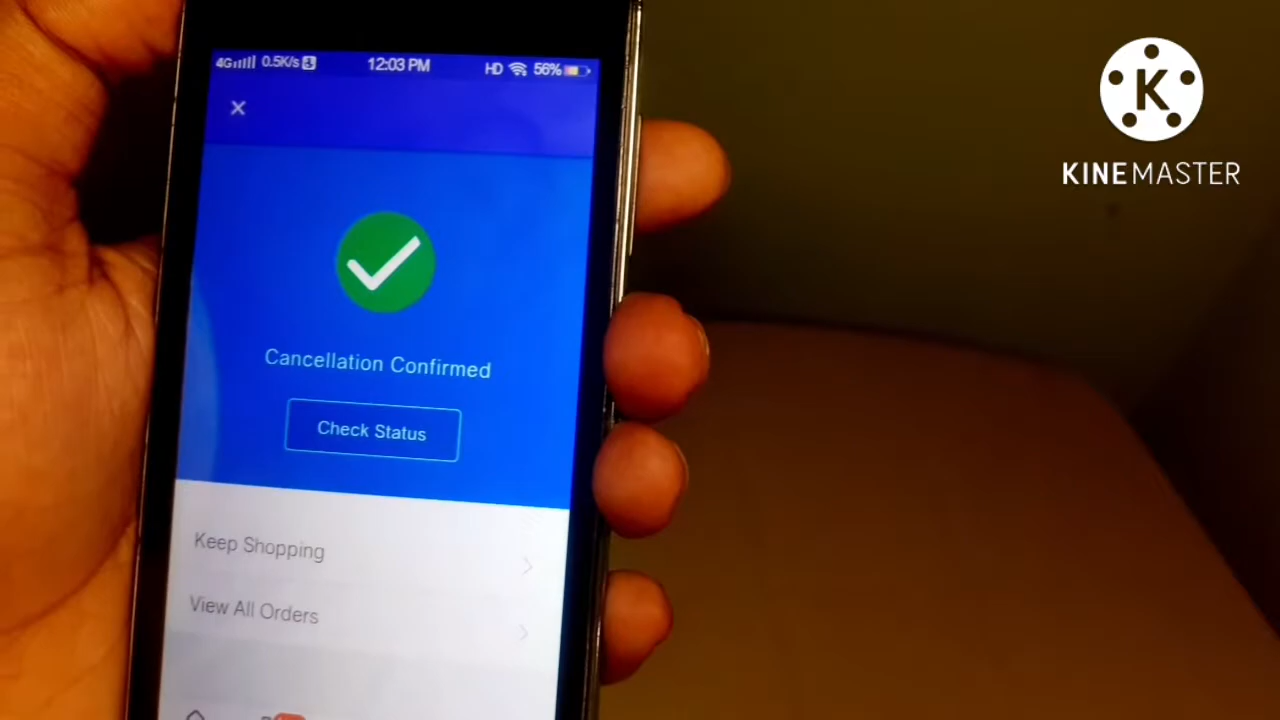 4G 0.5K/s 12:03 PM HD 56%
Cancellation Confirmed
Check Status
Keep Shopping
View All Orders
K
KINEMASTER